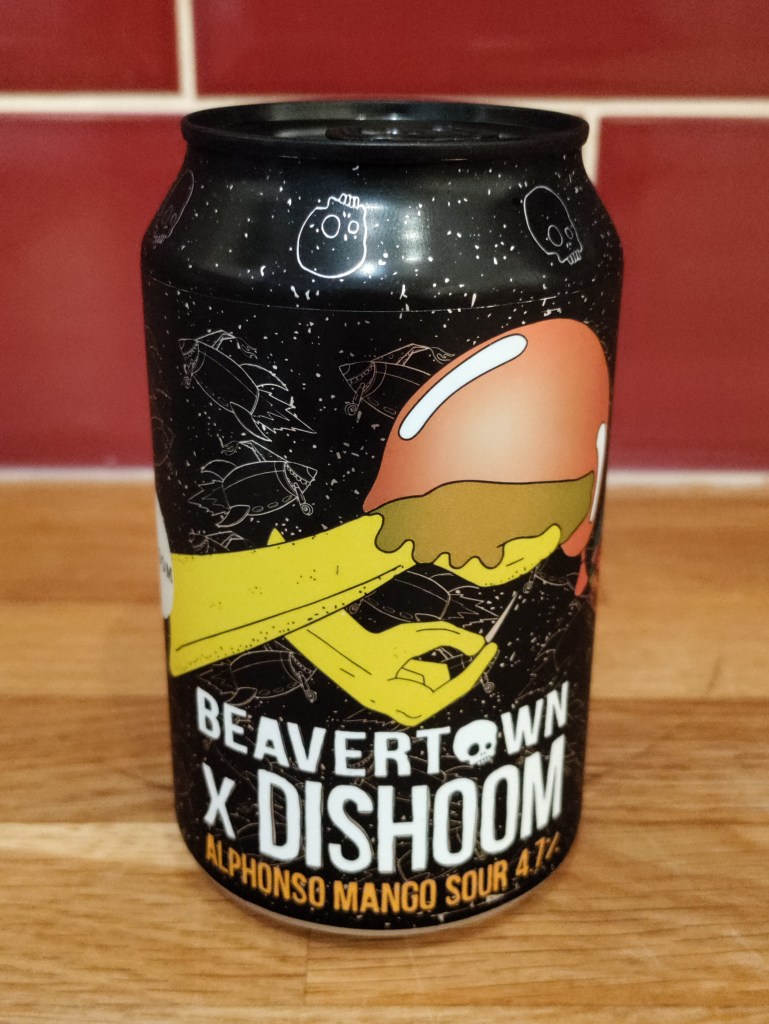 BEAVERTOWN
X DISHOOM
ALPHONSO MANGO SOUR 4.7%